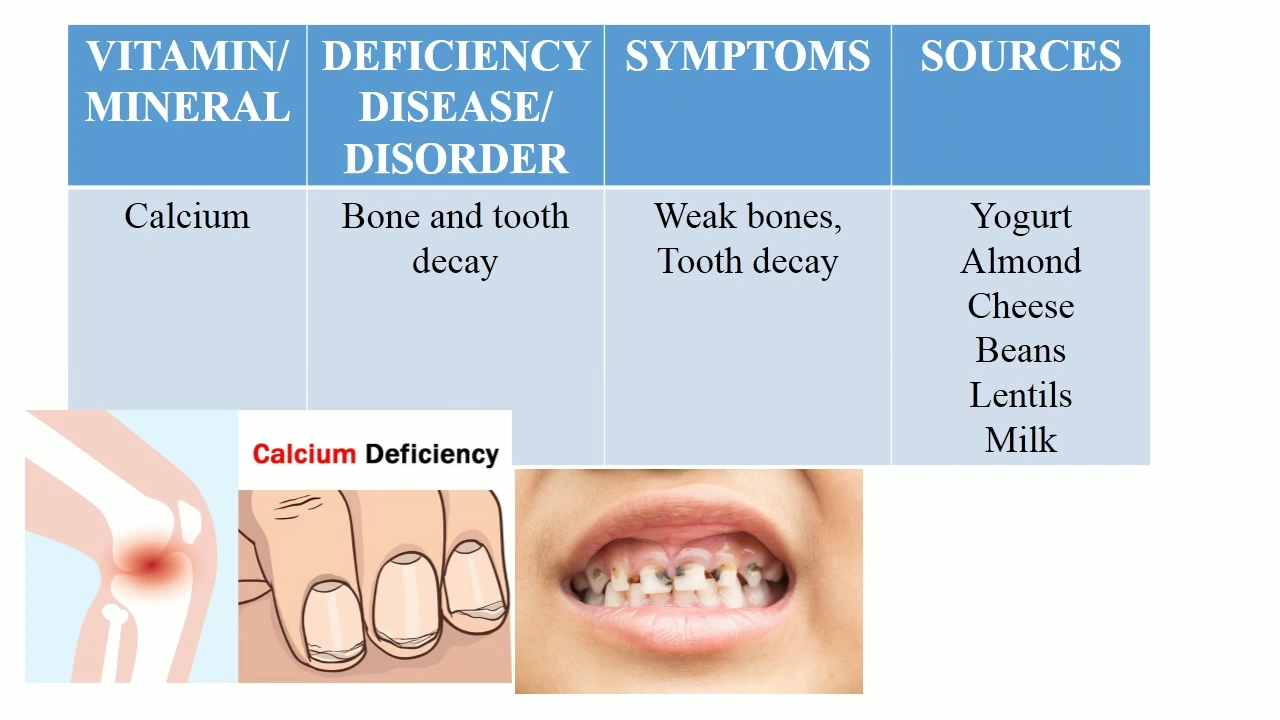 VITAMIN/
MINERAL
DEFICIENCY
DISEASE/
DISORDER
SYMPTOMS
SOURCES
Calcium
Bone and tooth
decay
Weak bones,
Tooth decay
Yogurt
Almond
Cheese
Beans
Lentils
Milk
Calcium Deficiency